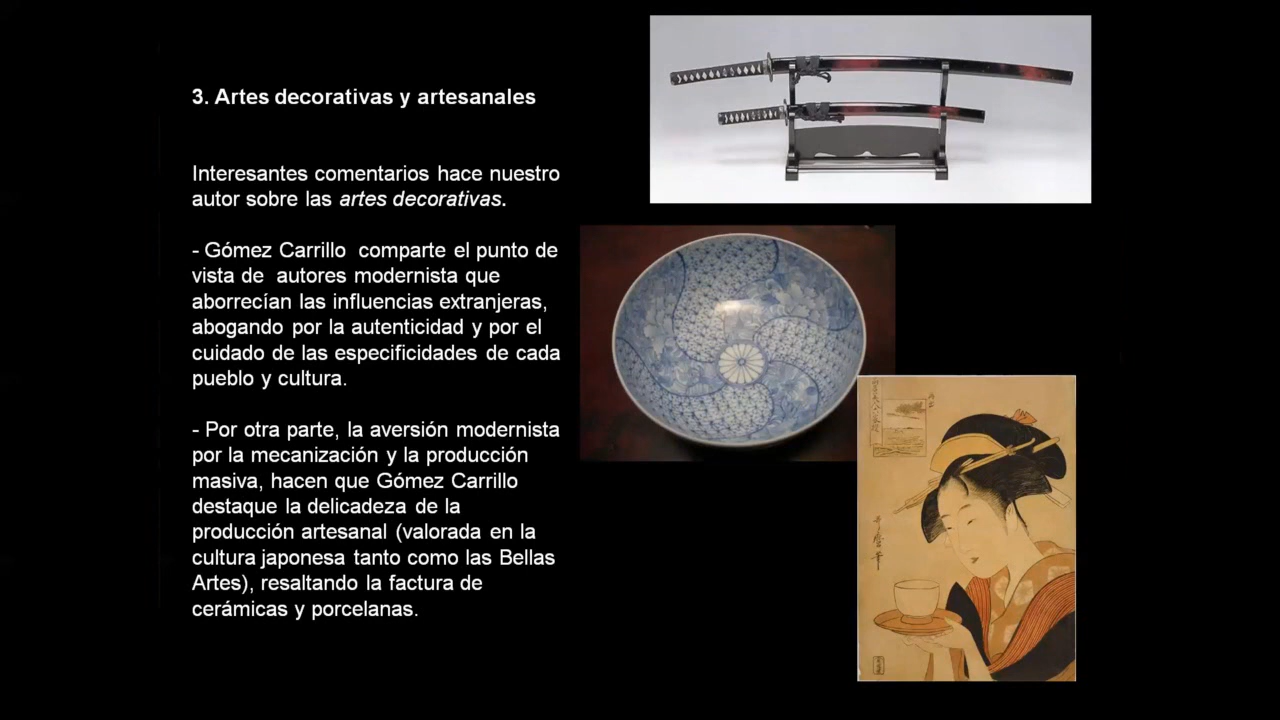 3. Artes decorativas y artesanales
Interesantes comentarios hace nuestro
autor sobre las artes decorativas.
- Gómez Carrillo comparte el punto de
vista de autores modernista que
aborrecían las influencias extranjeras,
abogando por la autenticidad y por el
cuidado de las especificidades de cada
pueblo y cultura.
- Por otra parte, la aversión modernista
por la mecanización y la producción
masiva, hacen que Gómez Carrillo
destaque la delicadeza de la
producción artesanal (valorada en la
cultura japonesa tanto como las Bellas
Artes), resaltando la factura de
cerámicas y porcelanas.